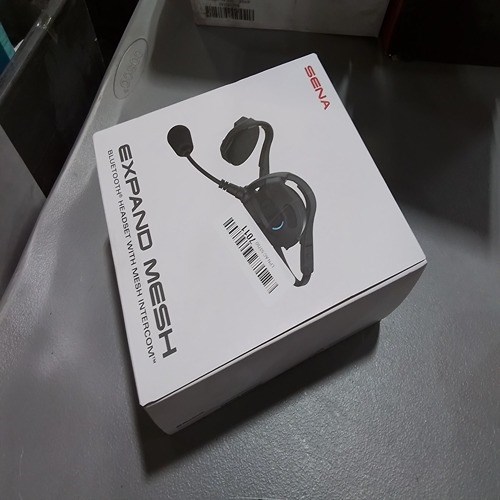 SENA
EXPAND MESH
BLUETOOTH® HEADSET WITH MESH INTERCOM™